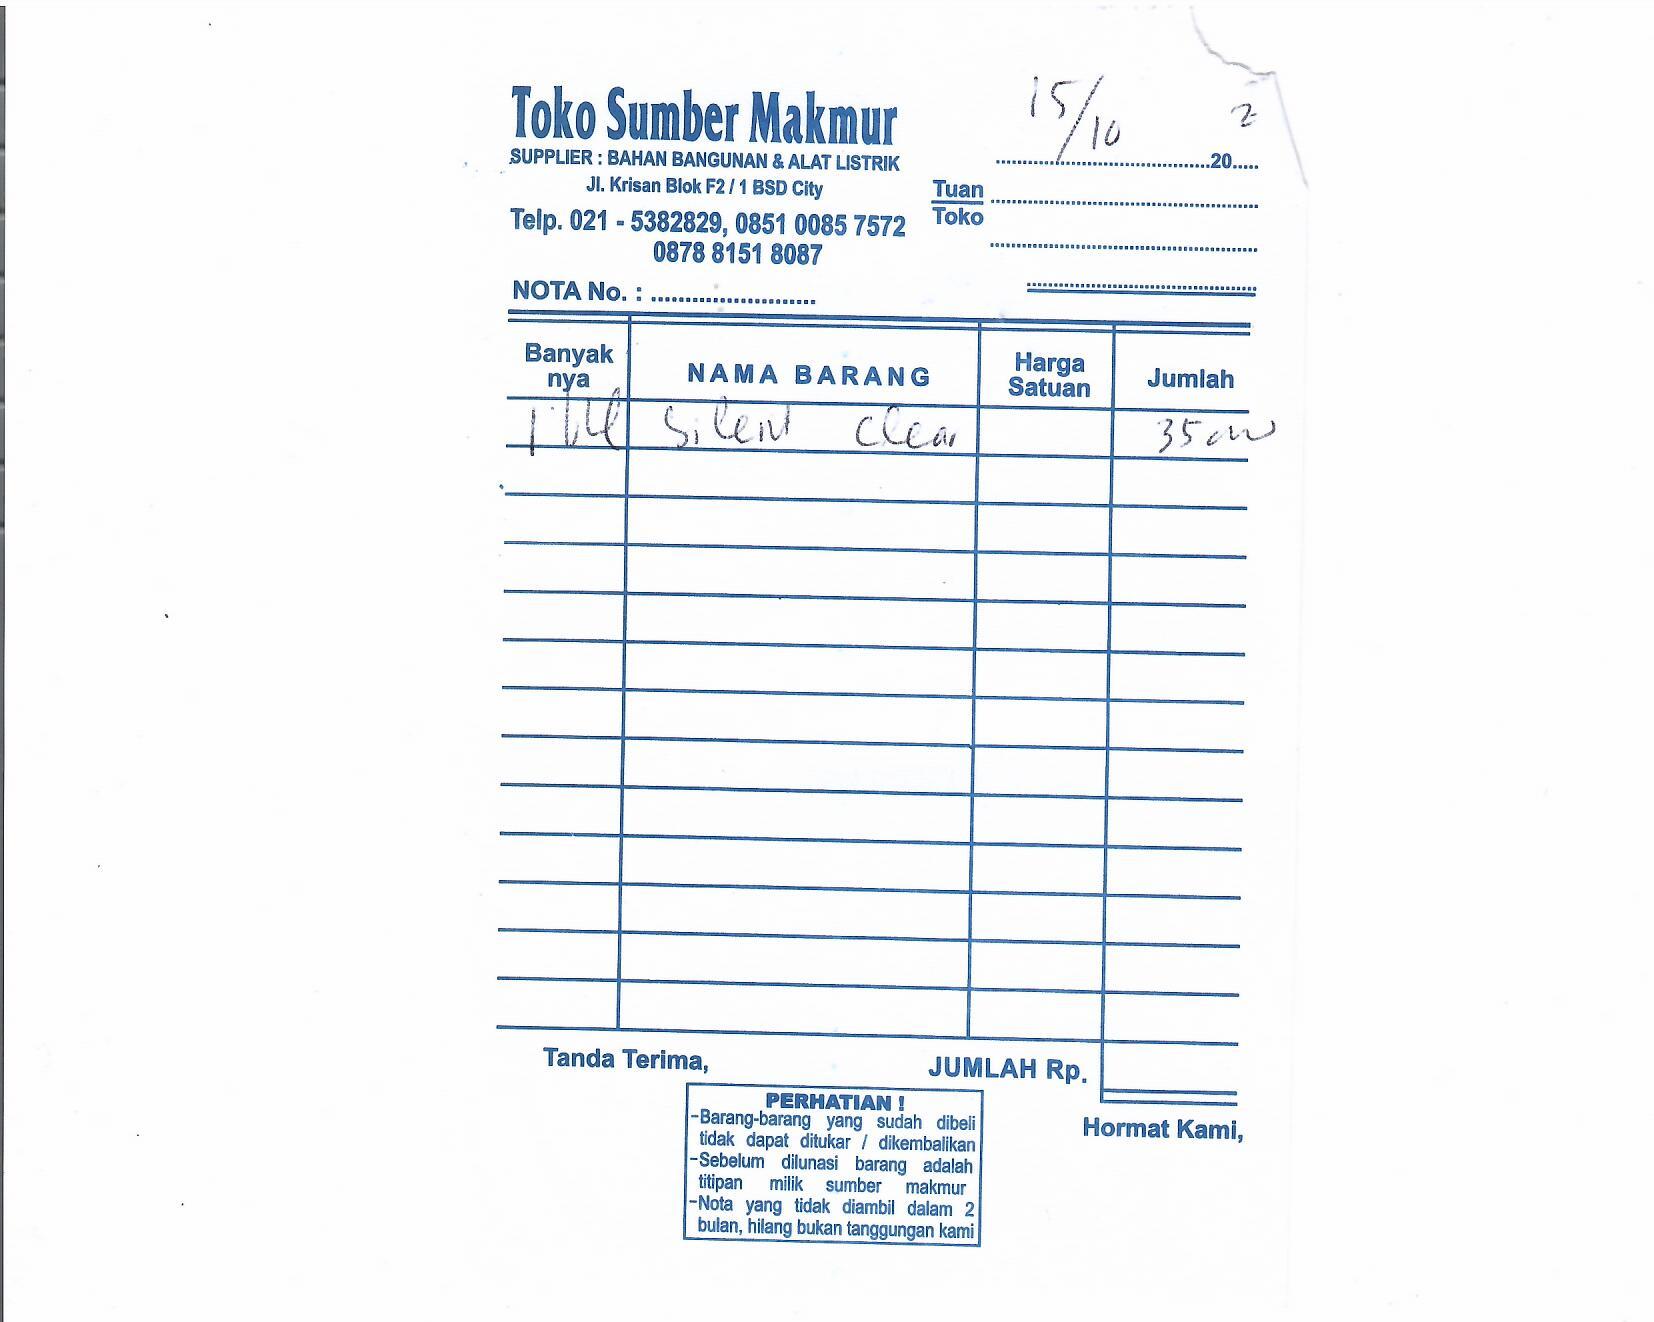 Toko Sumber Makmur
SUPPLIER : BAHAN BANGUNAN & ALAT LISTRIK
Jl. Krisan Blok F2 / 1 BSD City
Telp. 021 - 5382829, 0851 0085 7572
0878 8151 8087
15/10 2
....................................20.....
Tuan
Toko
NOTA No. : ........................
Banyak nya NAMA BARANG Harga Satuan Jumlah
1 Silent Clear 35
Tanda Terima, JUMLAH Rp.
Hormat Kami,
PERHATIAN !
-Barang-barang yang sudah dibeli
tidak dapat ditukar / dikembalikan
-Sebelum dilunasi barang adalah
titipan milik sumber makmur
-Nota yang tidak diambil dalam 2
bulan, hilang bukan tanggungan kami